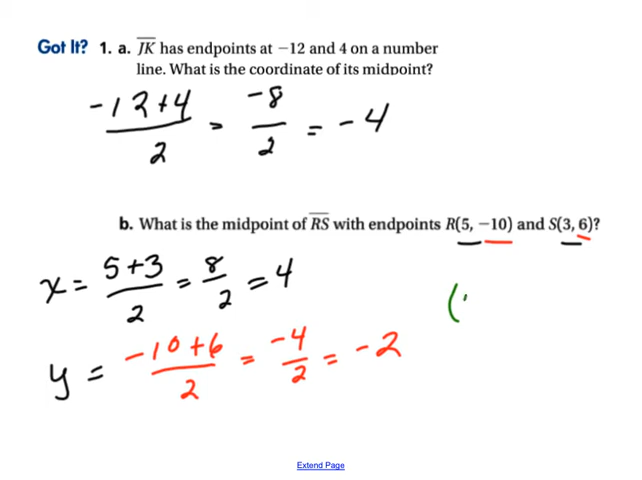 Got It? 1. a. JK has endpoints at −12 and 4 on a number
line. What is the coordinate of its midpoint?
-12+4/2 = -8/2 = -4
b. What is the midpoint of RS with endpoints R(5, −10) and S(3, 6)?
x = 5+3/2 = 8/2 = 4
(
y = -10+6/2 = -4/2 = -2
Extend Page